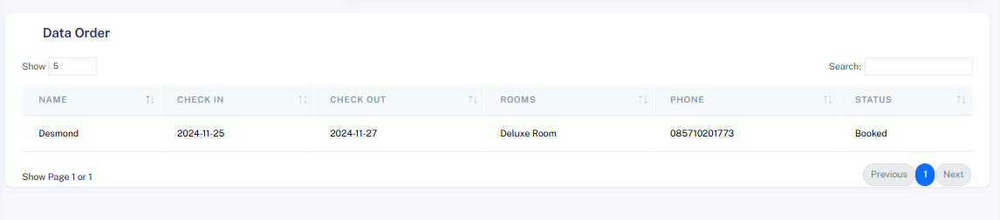 Data Order
Show 5 Search:
NAME CHECK IN CHECK OUT ROOMS PHONE STATUS
Desmond 2024-11-25 2024-11-27 Deluxe Room 085710201773 Booked
Show Page 1 or 1 Previous 1 Next